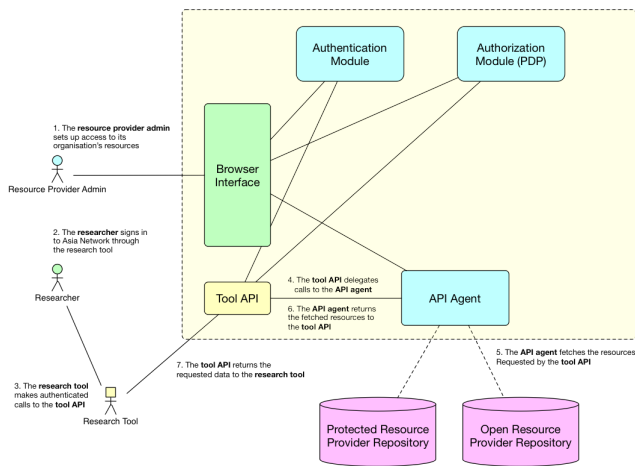 Authentication
Module
Authorization
Module (PDP)
1. The resource provider admin
sets up access to its
organisation's resources
Browser
Interface
Resource Provider Admin
2. The researcher signs in
to Asia Network through
the research tool
Researcher
4. The tool API delegates
calls to the API agent
Tool API
API Agent
6. The API agent returns
the fetched resources to
the tool API
7. The tool API returns the
requested data to the research tool
5. The API agent fetches the resources
Requested by the tool API
3. The research tool
makes authenticated
calls to the tool API
Research Tool
Protected Resource
Provider Repository
Open Resource
Provider Repository